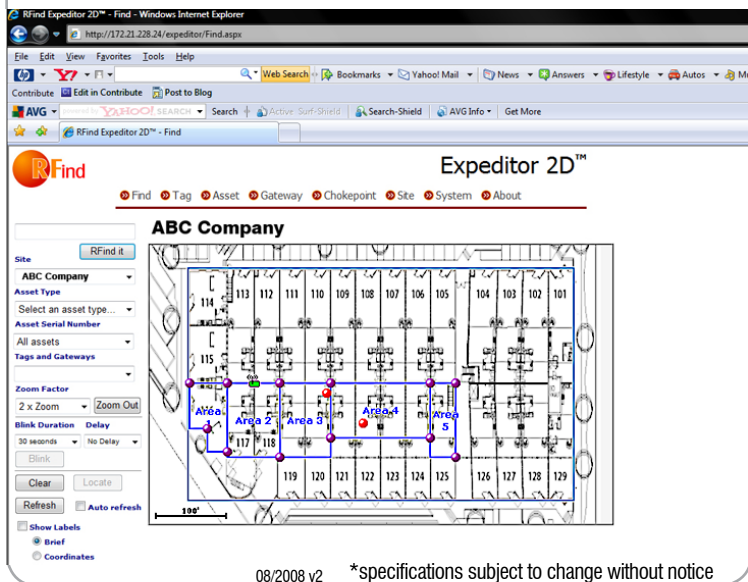 RFind Expeditor 2D™ - Find - Windows Internet Explorer
http://172.21.228.24/expeditor/Find.aspx
File Edit View Favorites Tools Help
Y! Web Search Bookmarks Yahoo! Mail News Answers Lifestyle Autos
Contribute Edit in Contribute Post to Blog
AVG powered by YAHOO! SEARCH Search Active Surf-Shield Search-Shield AVG Info Get More
RFind Expeditor 2D™ - Find
RFind
Expeditor 2D™
Find Tag Asset Gateway Chokepoint Site System About
ABC Company
RFind it
Site
ABC Company
Asset Type
Select an asset type...
Asset Serial Number
All assets
Tags and Gateways
Zoom Factor
2 x Zoom Zoom Out
Blink Duration Delay
30 seconds No Delay
Blink
Clear Locate
Refresh Auto refresh
Show Labels
Brief
Coordinates
114 113 112 111 110 109 108 107 106 105 104 103 102 101
115
Area 1 Area 2 Area 3 Area 4 Area 5
117 118
119 120 121 122 123 124 125 126 127 128 129
100'
08/2008 v2 *specifications subject to change without notice